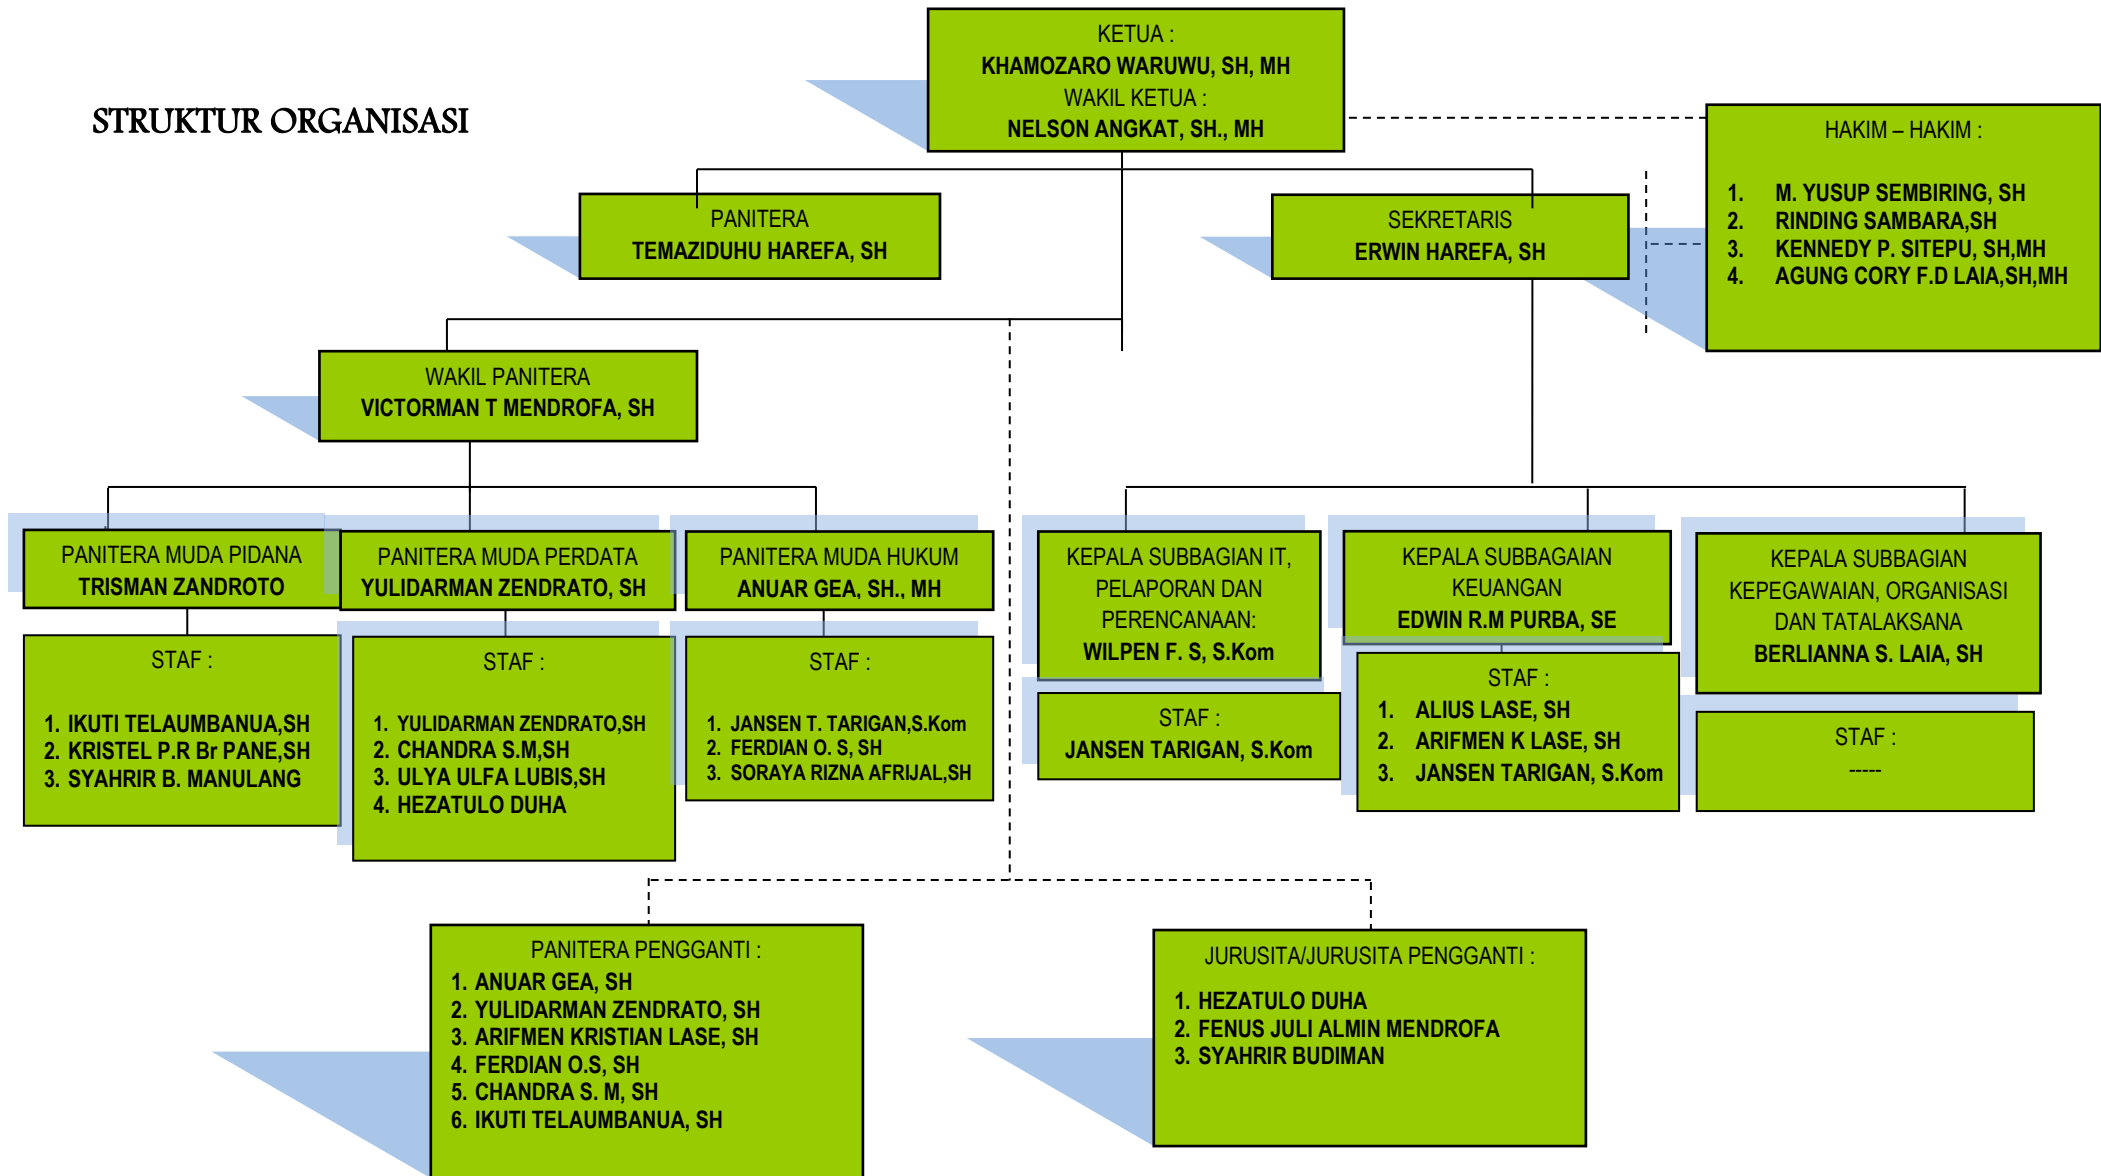 STRUKTUR ORGANISASI
KETUA :
KHAMOZARO WARUWU, SH, MH
WAKIL KETUA :
NELSON ANGKAT, SH., MH
HAKIM – HAKIM :
1. M. YUSUP SEMBIRING, SH
2. RINDING SAMBARA,SH
3. KENNEDY P. SITEPU, SH,MH
4. AGUNG CORY F.D LAIA,SH,MH
PANITERA
TEMAZIDUHU HAREFA, SH
SEKRETARIS
ERWIN HAREFA, SH
WAKIL PANITERA
VICTORMAN T MENDROFA, SH
PANITERA MUDA PIDANA
TRISMAN ZANDROTO
PANITERA MUDA PERDATA
YULIDARMAN ZENDRATO, SH
PANITERA MUDA HUKUM
ANUAR GEA, SH., MH
KEPALA SUBBAGIAN IT,
PELAPORAN DAN
PERENCANAAN:
WILPEN F. S, S.Kom
KEPALA SUBBAGAIAN
KEUANGAN
EDWIN R.M PURBA, SE
KEPALA SUBBAGIAN
KEPEGAWAIAN, ORGANISASI
DAN TATALAKSANA
BERLIANNA S. LAIA, SH
STAF :
1. IKUTI TELAUMBANUA,SH
2. KRISTEL P.R Br PANE,SH
3. SYAHRIR B. MANULANG
STAF :
1. YULIDARMAN ZENDRATO,SH
2. CHANDRA S.M,SH
3. ULYA ULFA LUBIS,SH
4. HEZATULO DUHA
STAF :
1. JANSEN T. TARIGAN,S.Kom
2. FERDIAN O. S, SH
3. SORAYA RIZNA AFRIJAL,SH
STAF :
JANSEN TARIGAN, S.Kom
STAF :
1. ALIUS LASE, SH
2. ARIFMEN K LASE, SH
3. JANSEN TARIGAN, S.Kom
STAF :
-----
PANITERA PENGGANTI :
1. ANUAR GEA, SH
2. YULIDARMAN ZENDRATO, SH
3. ARIFMEN KRISTIAN LASE, SH
4. FERDIAN O.S, SH
5. CHANDRA S. M, SH
6. IKUTI TELAUMBANUA, SH
JURUSITA/JURUSITA PENGGANTI :
1. HEZATULO DUHA
2. FENUS JULI ALMIN MENDROFA
3. SYAHRIR BUDIMAN